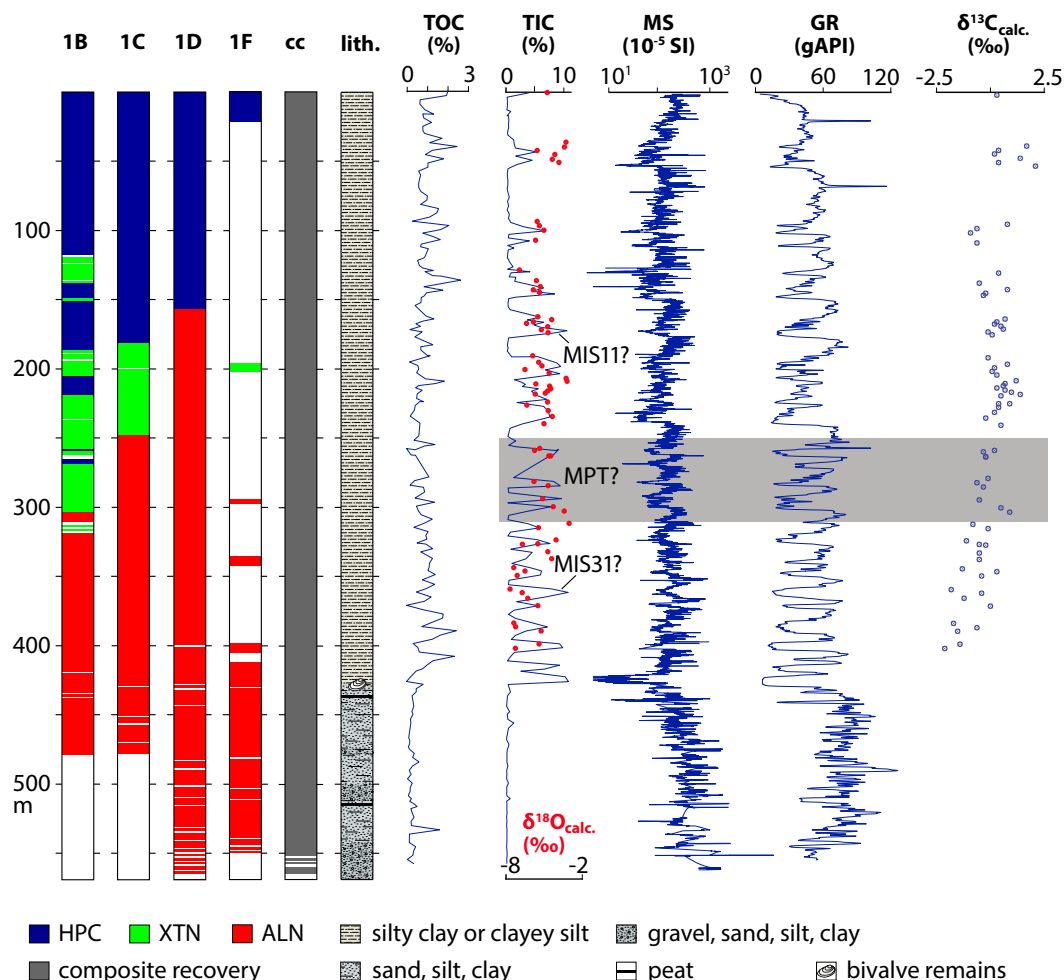 1B 1C 1D 1F cc lith. TOC (%) TIC (%) MS (10⁻⁵ SI) GR (gAPI) δ¹³C calc. (‰)
0 3 0 10 10¹ 10³ 0 60 120 -2.5 2.5
100
MIS11?
200
MPT?
300
MIS31?
400
500
m
δ¹⁸O calc. (‰)
-8 -2
HPC XTN ALN silty clay or clayey silt gravel, sand, silt, clay
composite recovery sand, silt, clay peat bivalve remains